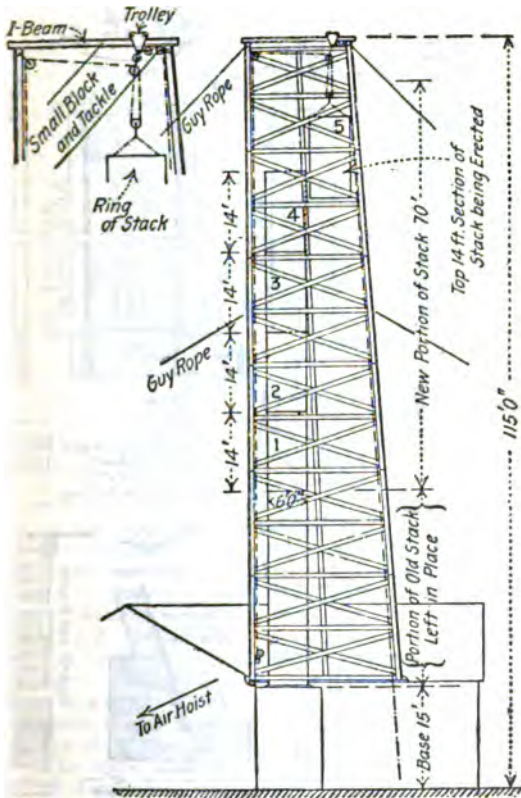 I-Beam
Trolley
Small Block
and Tackle
Ring
of Stack
Guy Rope
5
4
3
2
1
14'
14'
14'
14'
Guy Rope
6'0"
Top 14 ft. Section of
Stack being Erected
New Portion of Stack 70'
115'0"
Portion of Old Stack
Left in Place
Base 15'
To Air Hoist